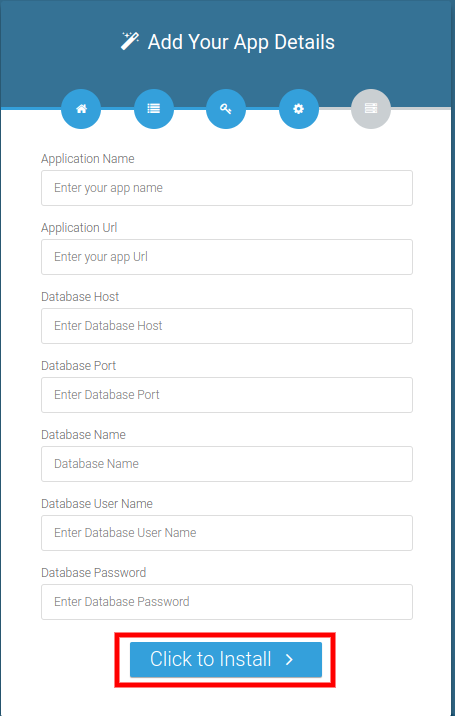 Add Your App Details
Application Name
Enter your app name
Application Url
Enter your app Url
Database Host
Enter Database Host
Database Port
Enter Database Port
Database Name
Database Name
Database User Name
Enter Database User Name
Database Password
Enter Database Password
Click to Install